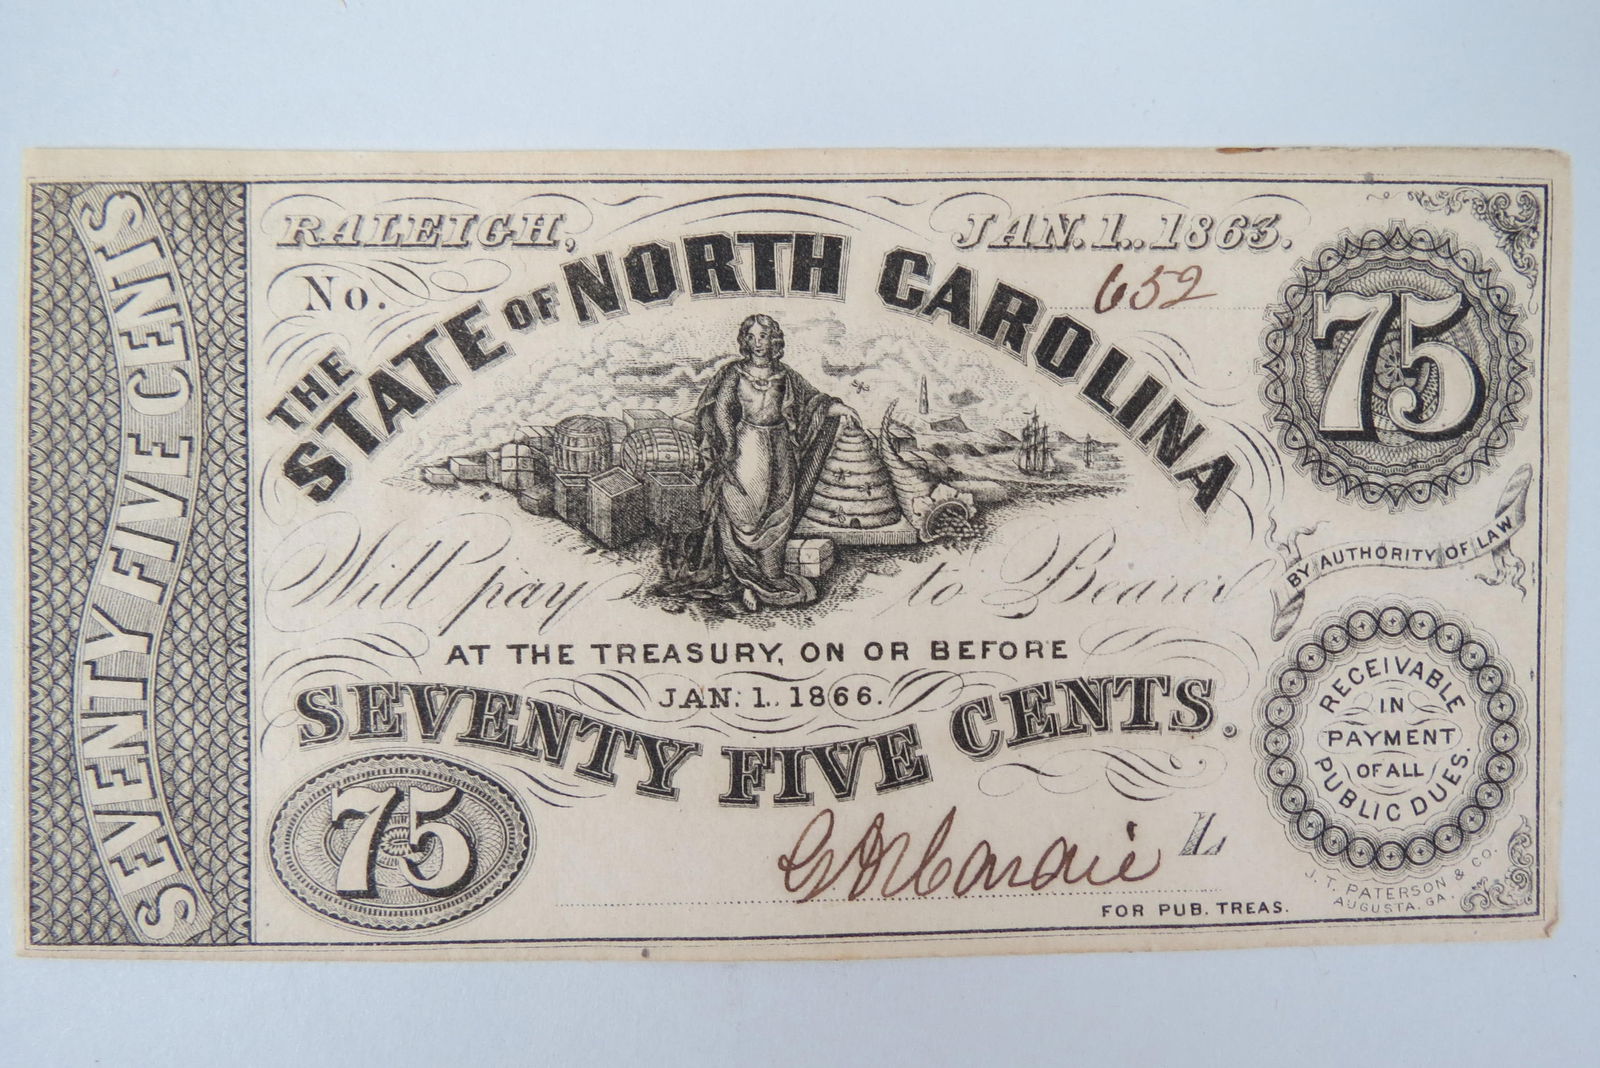 SEVENTY FIVE CENTS
RALEIGH, JAN. 1.. 1863.
No. 652
THE
STATE OF NORTH CAROLINA
75
Will pay to Bearer
BY AUTHORITY OF LAW
AT THE TREASURY, ON OR BEFORE
JAN. 1.. 1866.
SEVENTY FIVE CENTS.
RECEIVABLE
IN
PAYMENT
OF ALL
PUBLIC DUES.
75
L
FOR PUB. TREAS.
J. T. PATERSON & CO.
AUGUSTA. GA.